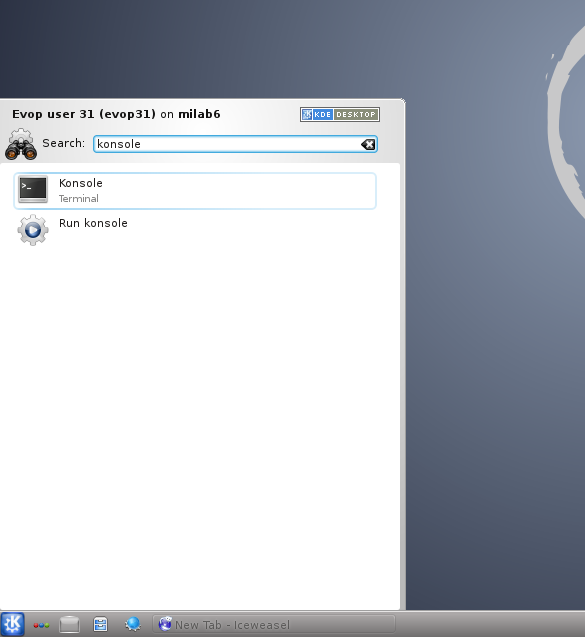 Evop user 31 (evop31) on milab6
KDE DESKTOP
Search: konsole
>_
Konsole
Terminal
Run konsole
K
New Tab - Iceweasel